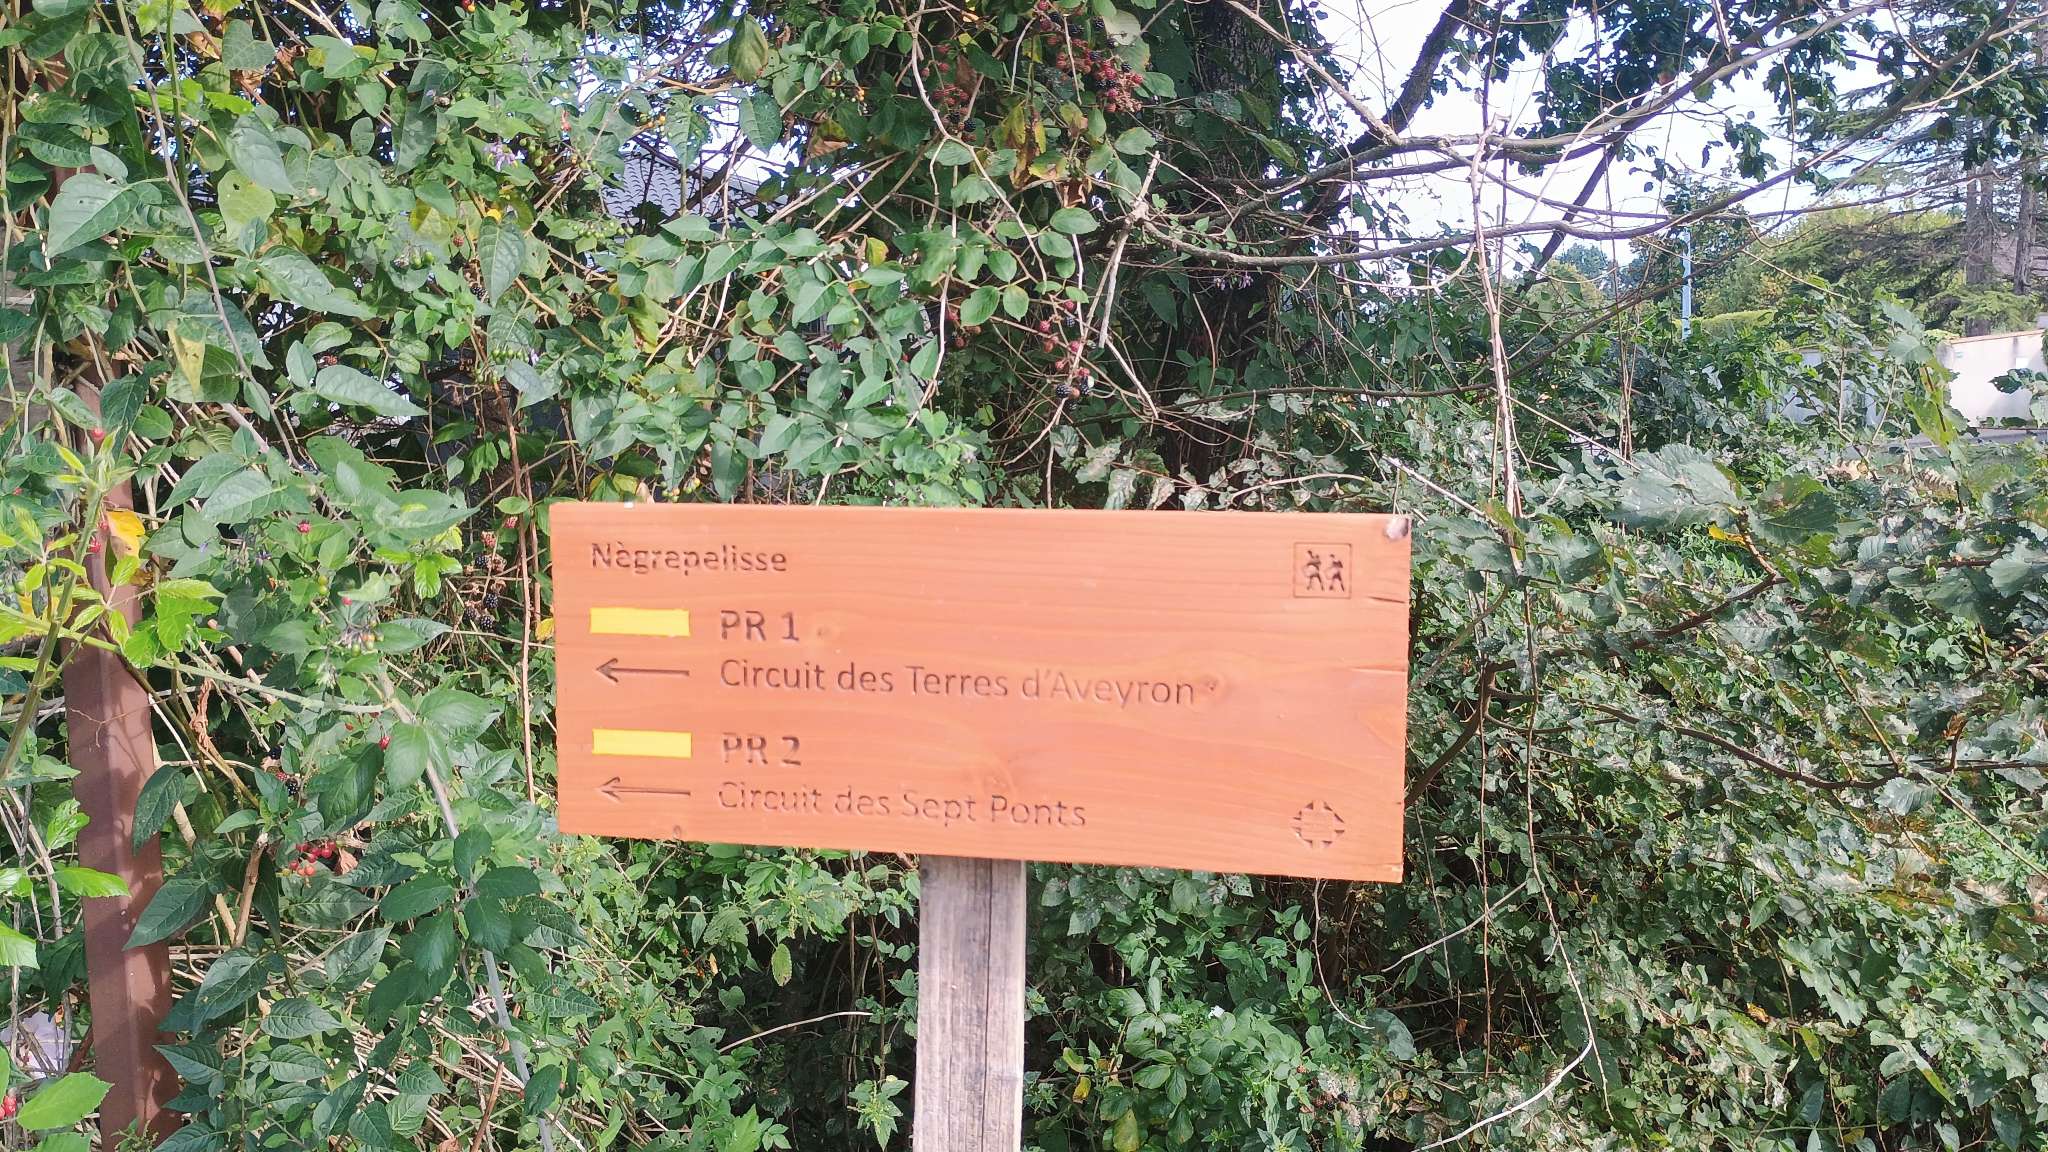 Nègrepelisse
PR 1
Circuit des Terres d'Aveyron
PR 2
Circuit des Sept Ponts